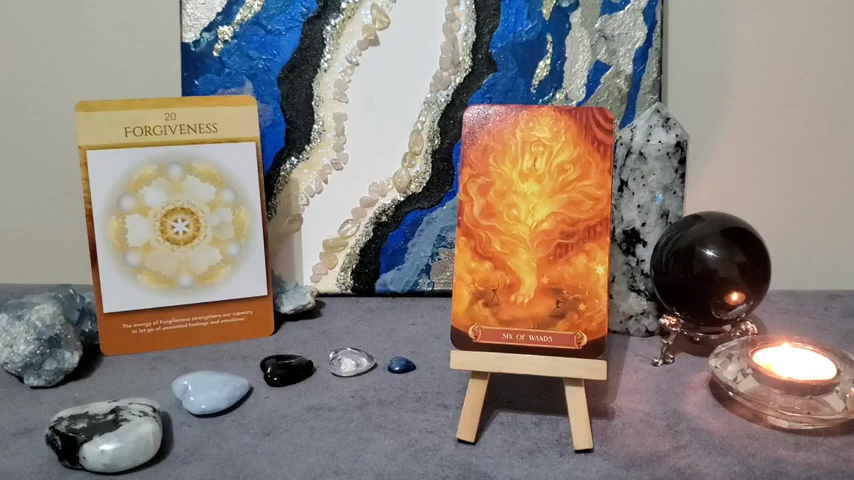 20
FORGIVENESS
The energy of Forgiveness strengthens our capacity
to let go of unwanted feelings and emotions.
SIX OF WANDS